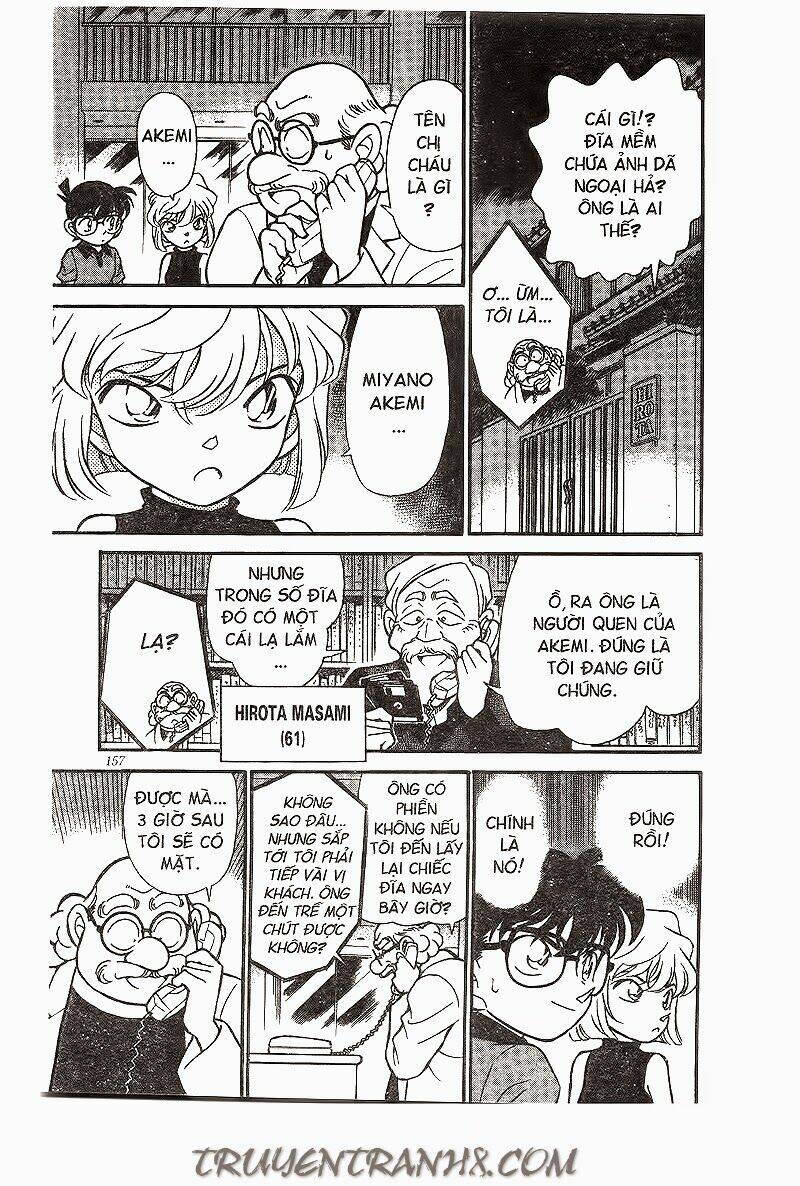 CÁI GÌ!?
ĐĨA MỀM
CHỨA ẢNH DÃ
NGOẠI HẢ?
ÔNG LÀ AI
THẾ?
Ơ... ỪM...
TÔI LÀ...
HIROTA
TÊN
CHỊ
CHÁU
LÀ GÌ
?
AKEMI
...
MIYANO
AKEMI
...
Ồ, RA ÔNG LÀ
NGƯỜI QUEN CỦA
AKEMI. ĐÚNG LÀ
TÔI ĐANG GIỮ
CHÚNG.
NHƯNG
TRONG SỐ ĐĨA
ĐÓ CÓ MỘT
CÁI LẠ LẮM
...
LẠ?
HIROTA MASAMI
(61)
157
ĐÚNG
RỒI!
CHÍNH
LÀ
NÓ!
ÔNG CÓ
PHIỀN
KHÔNG NẾU
TÔI ĐẾN LẤY
LẠI CHIẾC
ĐĨA NGAY
BÂY GIỜ?
KHÔNG
SAO ĐÂU...
NHƯNG SẮP
TỚI TÔI PHẢI
TIẾP VÀI VỊ
KHÁCH. ÔNG
ĐẾN TRỄ MỘT
CHÚT ĐƯỢC
KHÔNG?
ĐƯỢC MÀ...
3 GIỜ SAU
TÔI SẼ CÓ
MẶT.
TRUYENTRANH8.COM